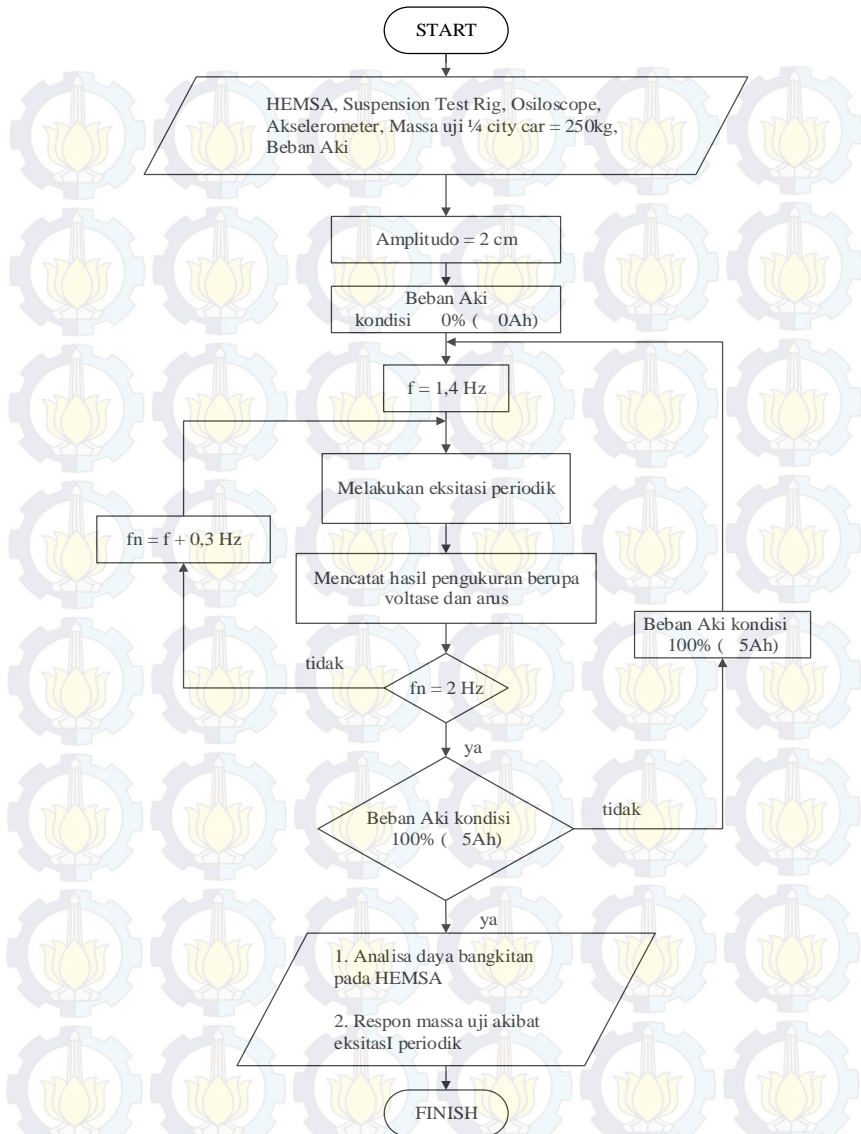 START
HEMSA, Suspension Test Rig, Osiloscope,
Akselerometer, Massa uji ¼ city car = 250kg,
Beban Aki
Amplitudo = 2 cm
Beban Aki
kondisi 0% ( 0Ah)
f = 1,4 Hz
Melakukan eksitasi periodik
fn = f + 0,3 Hz
Mencatat hasil pengukuran berupa
voltase dan arus
Beban Aki kondisi
100% ( 5Ah)
tidak
fn = 2 Hz
ya
Beban Aki kondisi
100% ( 5Ah)
tidak
ya
1. Analisa daya bangkitan
pada HEMSA
2. Respon massa uji akibat
eksitasI periodik
FINISH